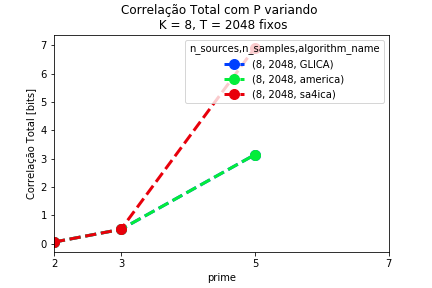 Correlação Total com P variando
K = 8, T = 2048 fixos
n_sources,n_samples,algorithm_name
(8, 2048, GLICA)
(8, 2048, america)
(8, 2048, sa4ica)
Correlação Total [bits]
7
6
5
4
3
2
1
0
2 3 5 7
prime